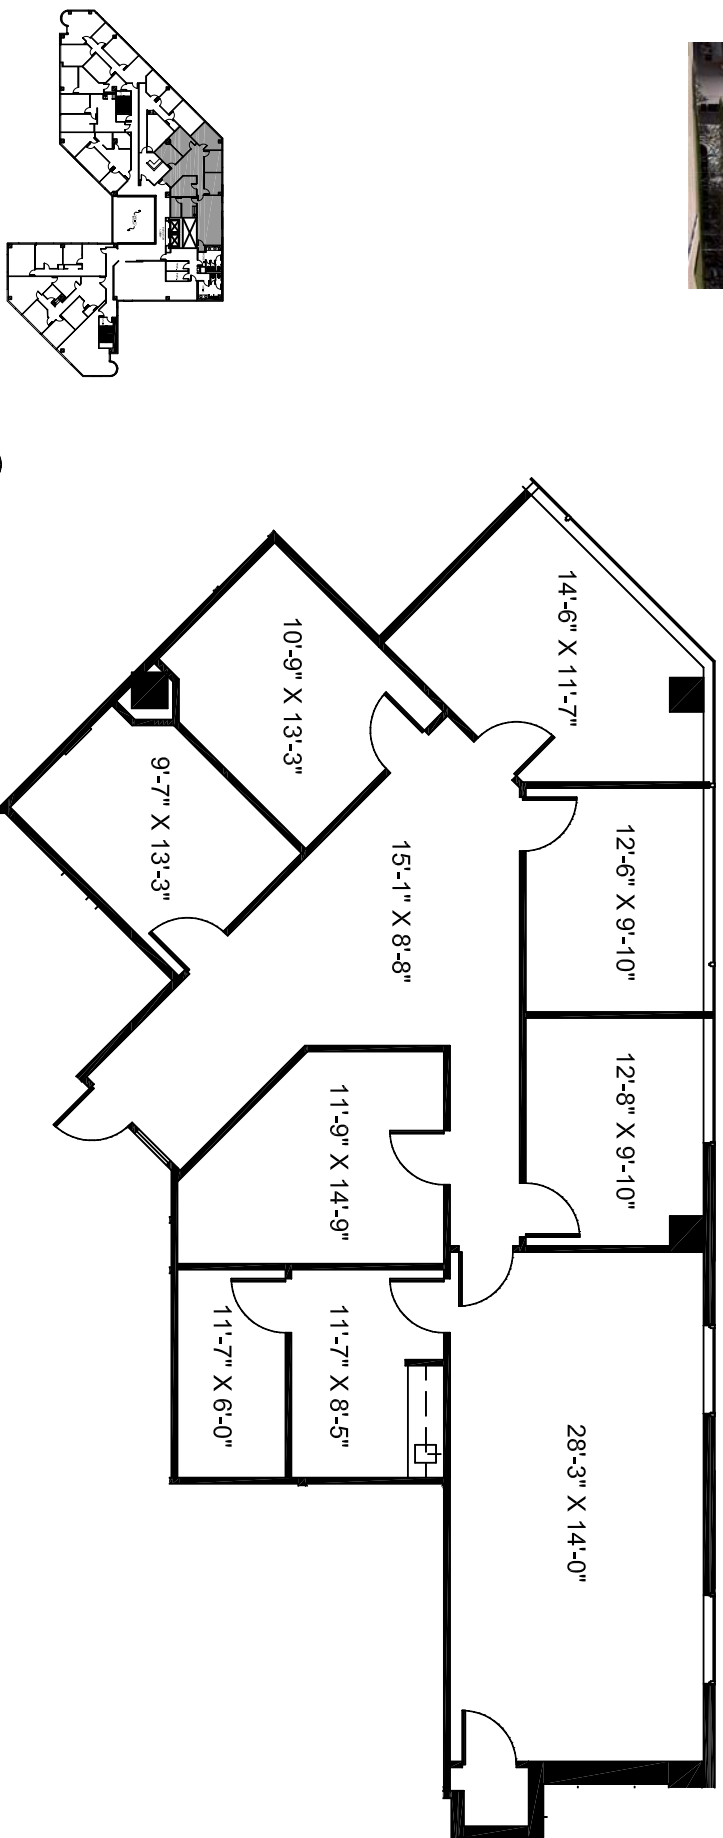 14'-6" X 11'-7"
10'-9" X 13'-3"
9'-7" X 13'-3"
12'-6" X 9'-10"
15'-1" X 8'-8"
12'-8" X 9'-10"
11'-9" X 14'-9"
11'-7" X 6'-0"
11'-7" X 8'-5"
28'-3" X 14'-0"